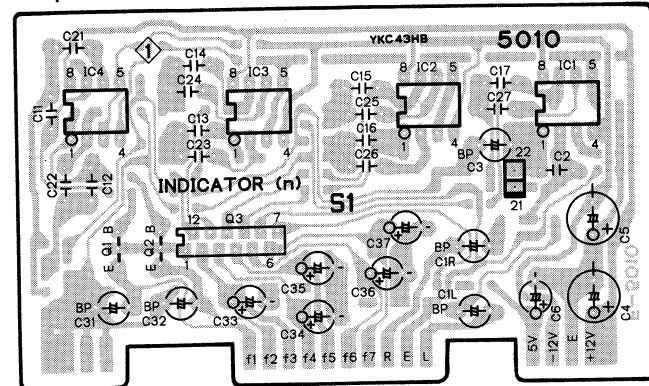 YKC43HB 5010
C21 1 C14
8 IC4 5 8 IC3 5 8 IC2 5 8 IC1 5
C24 C15 C17
C11 C25 C27
C13 C16
C23 C26
1 4 1 4 1 4 1 4
BP C3 22 C2
C22 C12 INDICATOR (n) S1 21
12 Q3 7
B Q1 E B Q2 E
1 6
C37 BP C1R C5
C35 C36
BP C31 BP C32 C33 C34 C1L BP C6 C4
F-5010
f1 f2 f3 f4 f5 f6 f7 R E L 5V -12V E +12V